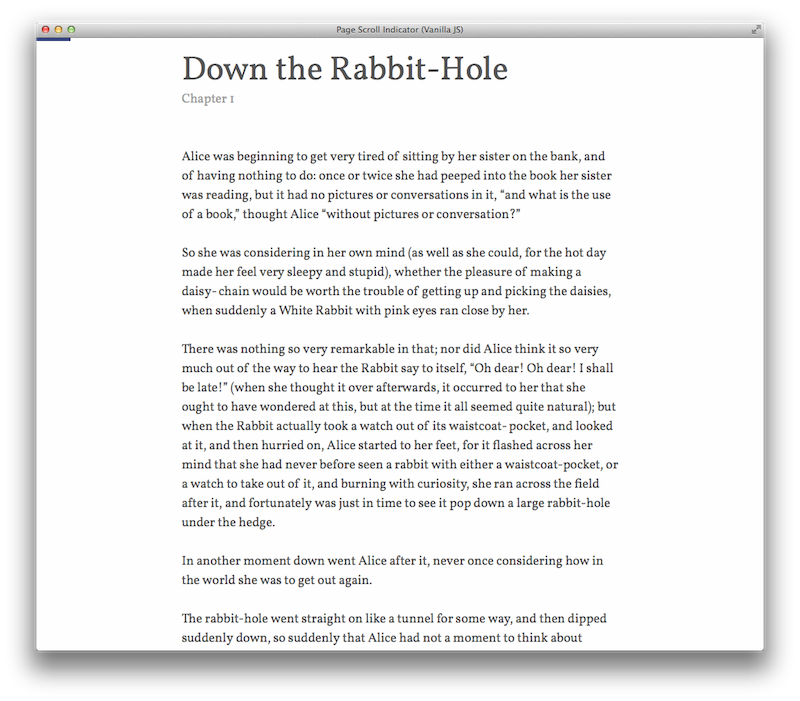 Page Scroll Indicator (Vanilla JS)
Down the Rabbit-Hole
Chapter 1
Alice was beginning to get very tired of sitting by her sister on the bank, and
of having nothing to do: once or twice she had peeped into the book her sister
was reading, but it had no pictures or conversations in it, “and what is the use
of a book,” thought Alice “without pictures or conversation?”
So she was considering in her own mind (as well as she could, for the hot day
made her feel very sleepy and stupid), whether the pleasure of making a
daisy-chain would be worth the trouble of getting up and picking the daisies,
when suddenly a White Rabbit with pink eyes ran close by her.
There was nothing so very remarkable in that; nor did Alice think it so very
much out of the way to hear the Rabbit say to itself, “Oh dear! Oh dear! I shall
be late!” (when she thought it over afterwards, it occurred to her that she
ought to have wondered at this, but at the time it all seemed quite natural); but
when the Rabbit actually took a watch out of its waistcoat-pocket, and looked
at it, and then hurried on, Alice started to her feet, for it flashed across her
mind that she had never before seen a rabbit with either a waistcoat-pocket, or
a watch to take out of it, and burning with curiosity, she ran across the field
after it, and fortunately was just in time to see it pop down a large rabbit-hole
under the hedge.
In another moment down went Alice after it, never once considering how in
the world she was to get out again.
The rabbit-hole went straight on like a tunnel for some way, and then dipped
suddenly down, so suddenly that Alice had not a moment to think about